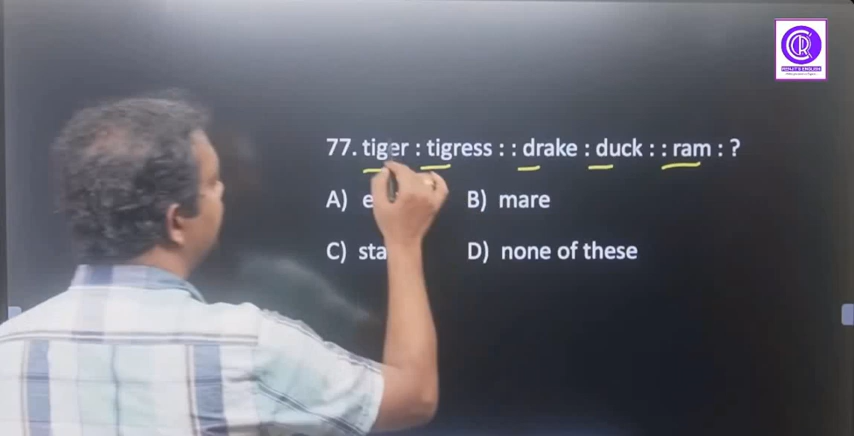 77. tiger : tigress : : drake : duck : : ram : ?
A) B) mare
C) D) none of these